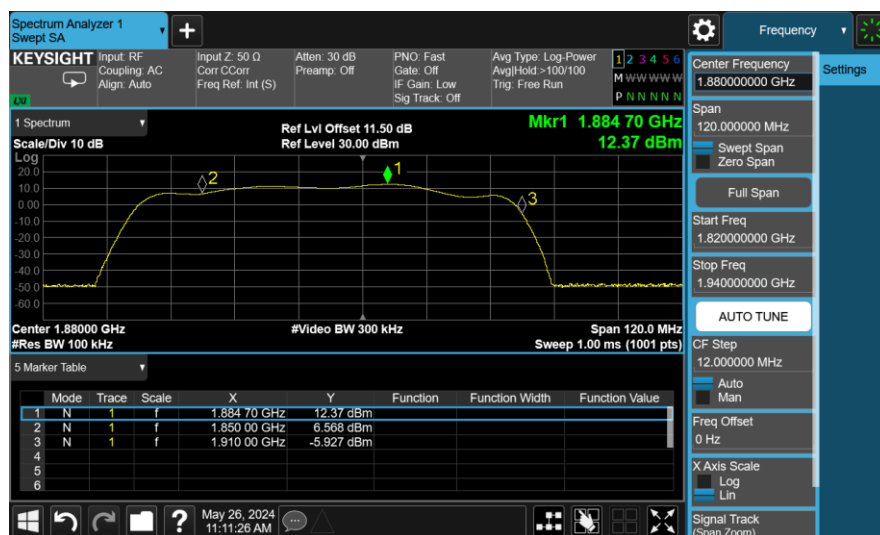 Spectrum Analyzer 1
Swept SA
Frequency
KEYSIGHT
Input: RF
Coupling: AC
Align: Auto
Input Z: 50 Ω
Corr CCorr
Freq Ref: Int (S)
Atten: 30 dB
Preamp: Off
PNO: Fast
Gate: Off
IF Gain: Low
Sig Track: Off
Avg Type: Log-Power
Avg|Hold:>100/100
Trig: Free Run
1 2 3 4 5 6
M W W W W W
P N N N N N
LXI
1 Spectrum
Scale/Div 10 dB
Ref Lvl Offset 11.50 dB
Ref Level 30.00 dBm
Mkr1 1.884 70 GHz
12.37 dBm
Log
20.0
10.0
0.00
-10.0
-20.0
-30.0
-40.0
-50.0
-60.0
1
2
3
Center 1.88000 GHz
#Res BW 100 kHz
#Video BW 300 kHz
Span 120.0 MHz
Sweep 1.00 ms (1001 pts)
5 Marker Table
Mode Trace Scale X Y Function Function Width Function Value
1 N 1 f 1.884 70 GHz 12.37 dBm
2 N 1 f 1.850 00 GHz 6.568 dBm
3 N 1 f 1.910 00 GHz -5.927 dBm
4
5
6
?
May 26, 2024
11:11:26 AM
Center Frequency
1.880000000 GHz
Settings
Span
120.000000 MHz
Swept Span
Zero Span
Full Span
Start Freq
1.820000000 GHz
Stop Freq
1.940000000 GHz
AUTO TUNE
CF Step
12.000000 MHz
Auto
Man
Freq Offset
0 Hz
X Axis Scale
Log
Lin
Signal Track
(Span Zoom)